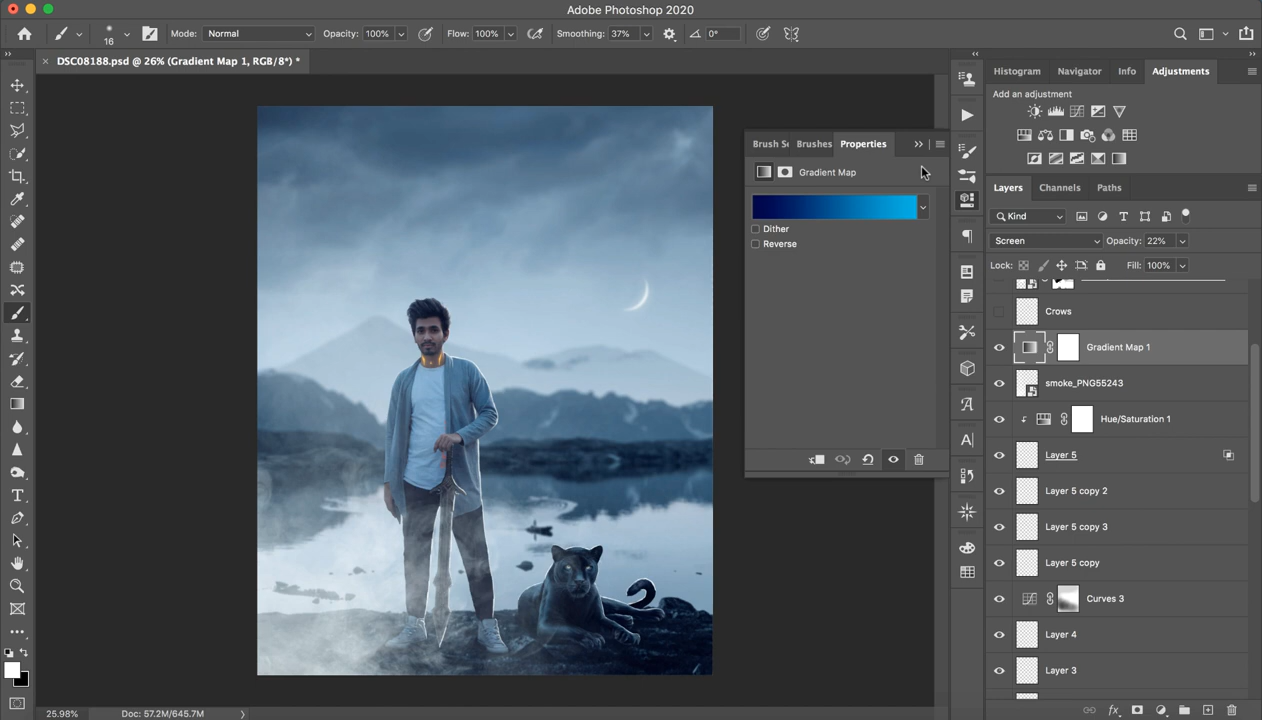 Adobe Photoshop 2020
16
Mode: Normal
Opacity: 100%
Flow: 100%
Smoothing: 37%
0°
DSC08188.psd @ 26% (Gradient Map 1, RGB/8*) *
Histogram
Navigator
Info
Adjustments
Add an adjustment
Brush Se
Brushes
Properties
Gradient Map
Dither
Reverse
Layers
Channels
Paths
Kind
Screen
Opacity: 22%
Lock:
Fill: 100%
Crows
Gradient Map 1
smoke_PNG55243
Hue/Saturation 1
Layer 5
Layer 5 copy 2
Layer 5 copy 3
Layer 5 copy
Curves 3
Layer 4
Layer 3
25.98%
Doc: 57.2M/645.7M